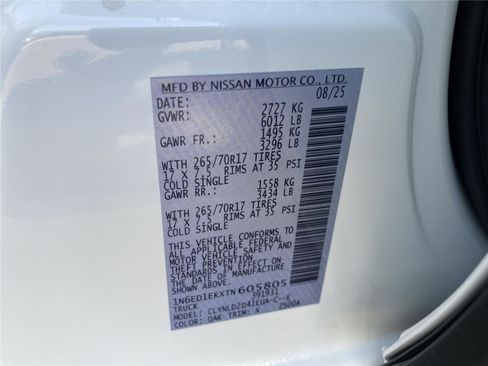 MFD BY NISSAN MOTOR CO., LTD.
DATE: 08/25
GVWR: 2727 KG
6012 LB
GAWR FR.: 1495 KG
3296 LB
WITH 265/70R17 TIRES
17 X 7.5 RIMS AT 35 PSI
COLD SINGLE
GAWR RR.: 1558 KG
3434 LB
WITH 265/70R17 TIRES
17 X 7.5 RIMS AT 35 PSI
COLD SINGLE
THIS VEHICLE CONFORMS TO
ALL APPLICABLE FEDERAL
MOTOR VEHICLE SAFETY AND
THEFT PREVENTION
STANDARDS IN EFFECT ON
THE DATE OF MANUFACTURE
1N6ED1EKXTN605805
TRUCK 391931
MODEL: CLYNLD2D41EUA-C--E
COLOR: QAK TRIM: X 2500A